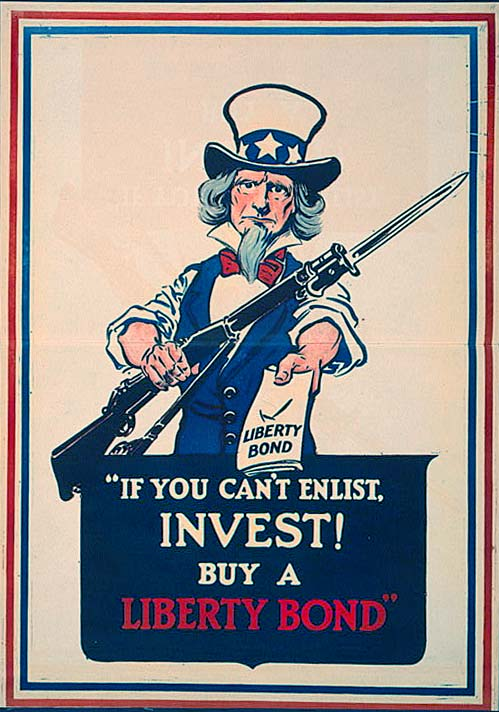 LIBERTY
BOND
"IF YOU CAN'T ENLIST,
INVEST!
BUY A
LIBERTY BOND"